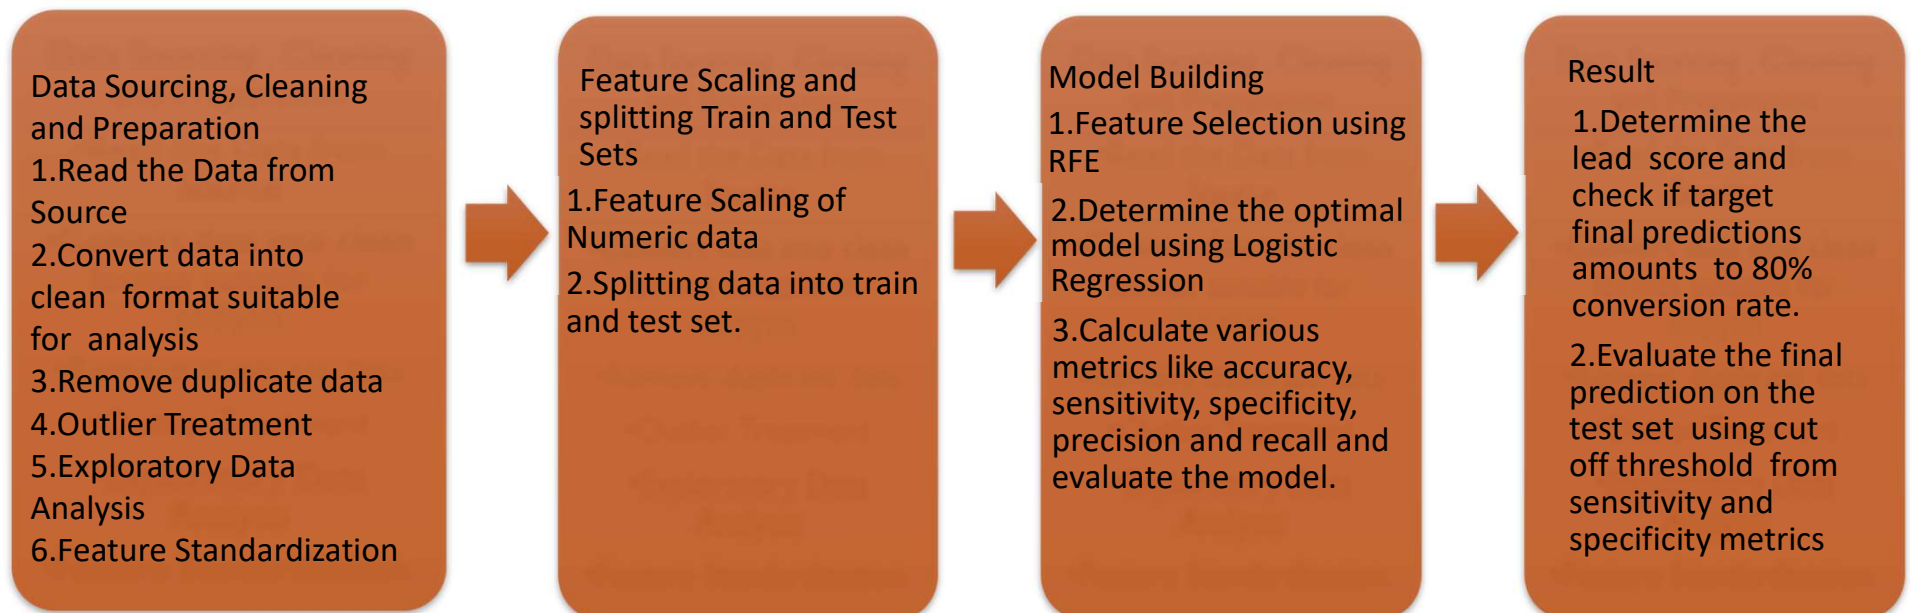 Data Sourcing, Cleaning
and Preparation
1.Read the Data from
Source
2.Convert data into
clean format suitable
for analysis
3.Remove duplicate data
4.Outlier Treatment
5.Exploratory Data
Analysis
6.Feature Standardization
Feature Scaling and
splitting Train and Test
Sets
1.Feature Scaling of
Numeric data
2.Splitting data into train
and test set.
Model Building
1.Feature Selection using
RFE
2.Determine the optimal
model using Logistic
Regression
3.Calculate various
metrics like accuracy,
sensitivity, specificity,
precision and recall and
evaluate the model.
Result
1.Determine the
lead score and
check if target
final predictions
amounts to 80%
conversion rate.
2.Evaluate the final
prediction on the
test set using cut
off threshold from
sensitivity and
specificity metrics